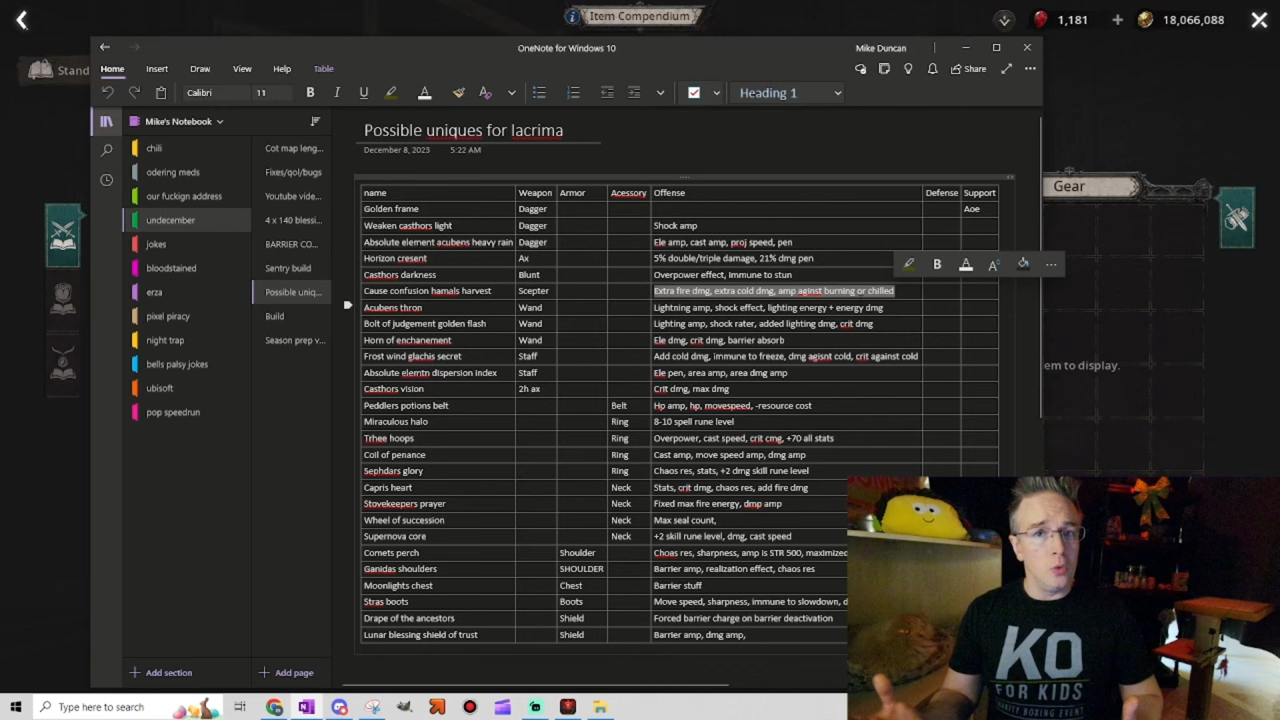 Item Compendium
1,181
18,066,088
Stand
OneNote for Windows 10
Mike Duncan
Home Insert Draw View Help Table
Share
Calibri 11 B I U A Heading 1
Mike's Notebook
chili
odering meds
our fuckign address
undecember
jokes
bloodstained
erza
pixel piracy
night trap
bells palsy jokes
ubisoft
pop speedrun
Cot map leng...
Fixes/qol/bugs
Youtube vide...
4 x 140 blessi...
BARRIER CO...
Sentry build
Possible uniq...
Build
Season prep v...
Add section
Add page
Possible uniques for lacrima
December 8, 2023 5:22 AM
name Weapon Armor Acessory Offense Defense Support
Golden frame Dagger Aoe
Weaken casthors light Dagger Shock amp
Absolute element acubens heavy rain Dagger Ele amp, cast amp, proj speed, pen
Horizon cresent Ax 5% double/triple damage, 21% dmg pen
Casthors darkness Blunt Overpower effect, immune to stun
Cause confusion hamals harvest Scepter Extra fire dmg, extra cold dmg, amp aginst burning or chilled
Acubens thron Wand Lightning amp, shock effect, lighting energy + energy dmg
Bolt of judgement golden flash Wand Lighting amp, shock rater, added lighting dmg, crit dmg
Horn of enchanement Wand Ele dmg, crit dmg, barrier absorb
Frost wind glachis secret Staff Add cold dmg, immune to freeze, dmg agisnt cold, crit against cold
Absolute elemtn dispersion index Staff Ele pen, area amp, area dmg amp
Casthors vision 2h ax Crit dmg, max dmg
Peddlers potions belt Belt Hp amp, hp, movespeed, -resource cost
Miraculous halo Ring 8-10 spell rune level
Trhee hoops Ring Overpower, cast speed, crit cmg, +70 all stats
Coil of penance Ring Cast amp, move speed amp, dmg amp
Sephdars glory Ring Chaos res, stats, +2 dmg skill rune level
Capris heart Neck Stats, crit dmg, chaos res, add fire dmg
Stovekeepers prayer Neck Fixed max fire energy, dmp amp
Wheel of succession Neck Max seal count,
Supernova core Neck +2 skill rune level, dmg, cast speed
Comets perch Shoulder Choas res, sharpness, amp is STR 500, maximized
Ganidas shoulders SHOULDER Barrier amp, realization effect, chaos res
Moonlights chest Chest Barrier stuff
Stras boots Boots Move speed, sharpness, immune to slowdown, d
Drape of the ancestors Shield Forced barrier charge on barrier deactivation
Lunar blessing shield of trust Shield Barrier amp, dmg amp,
B A
Gear
em to display.
KO
FOR KIDS
CHARITY BOXING EVENT
Type here to search